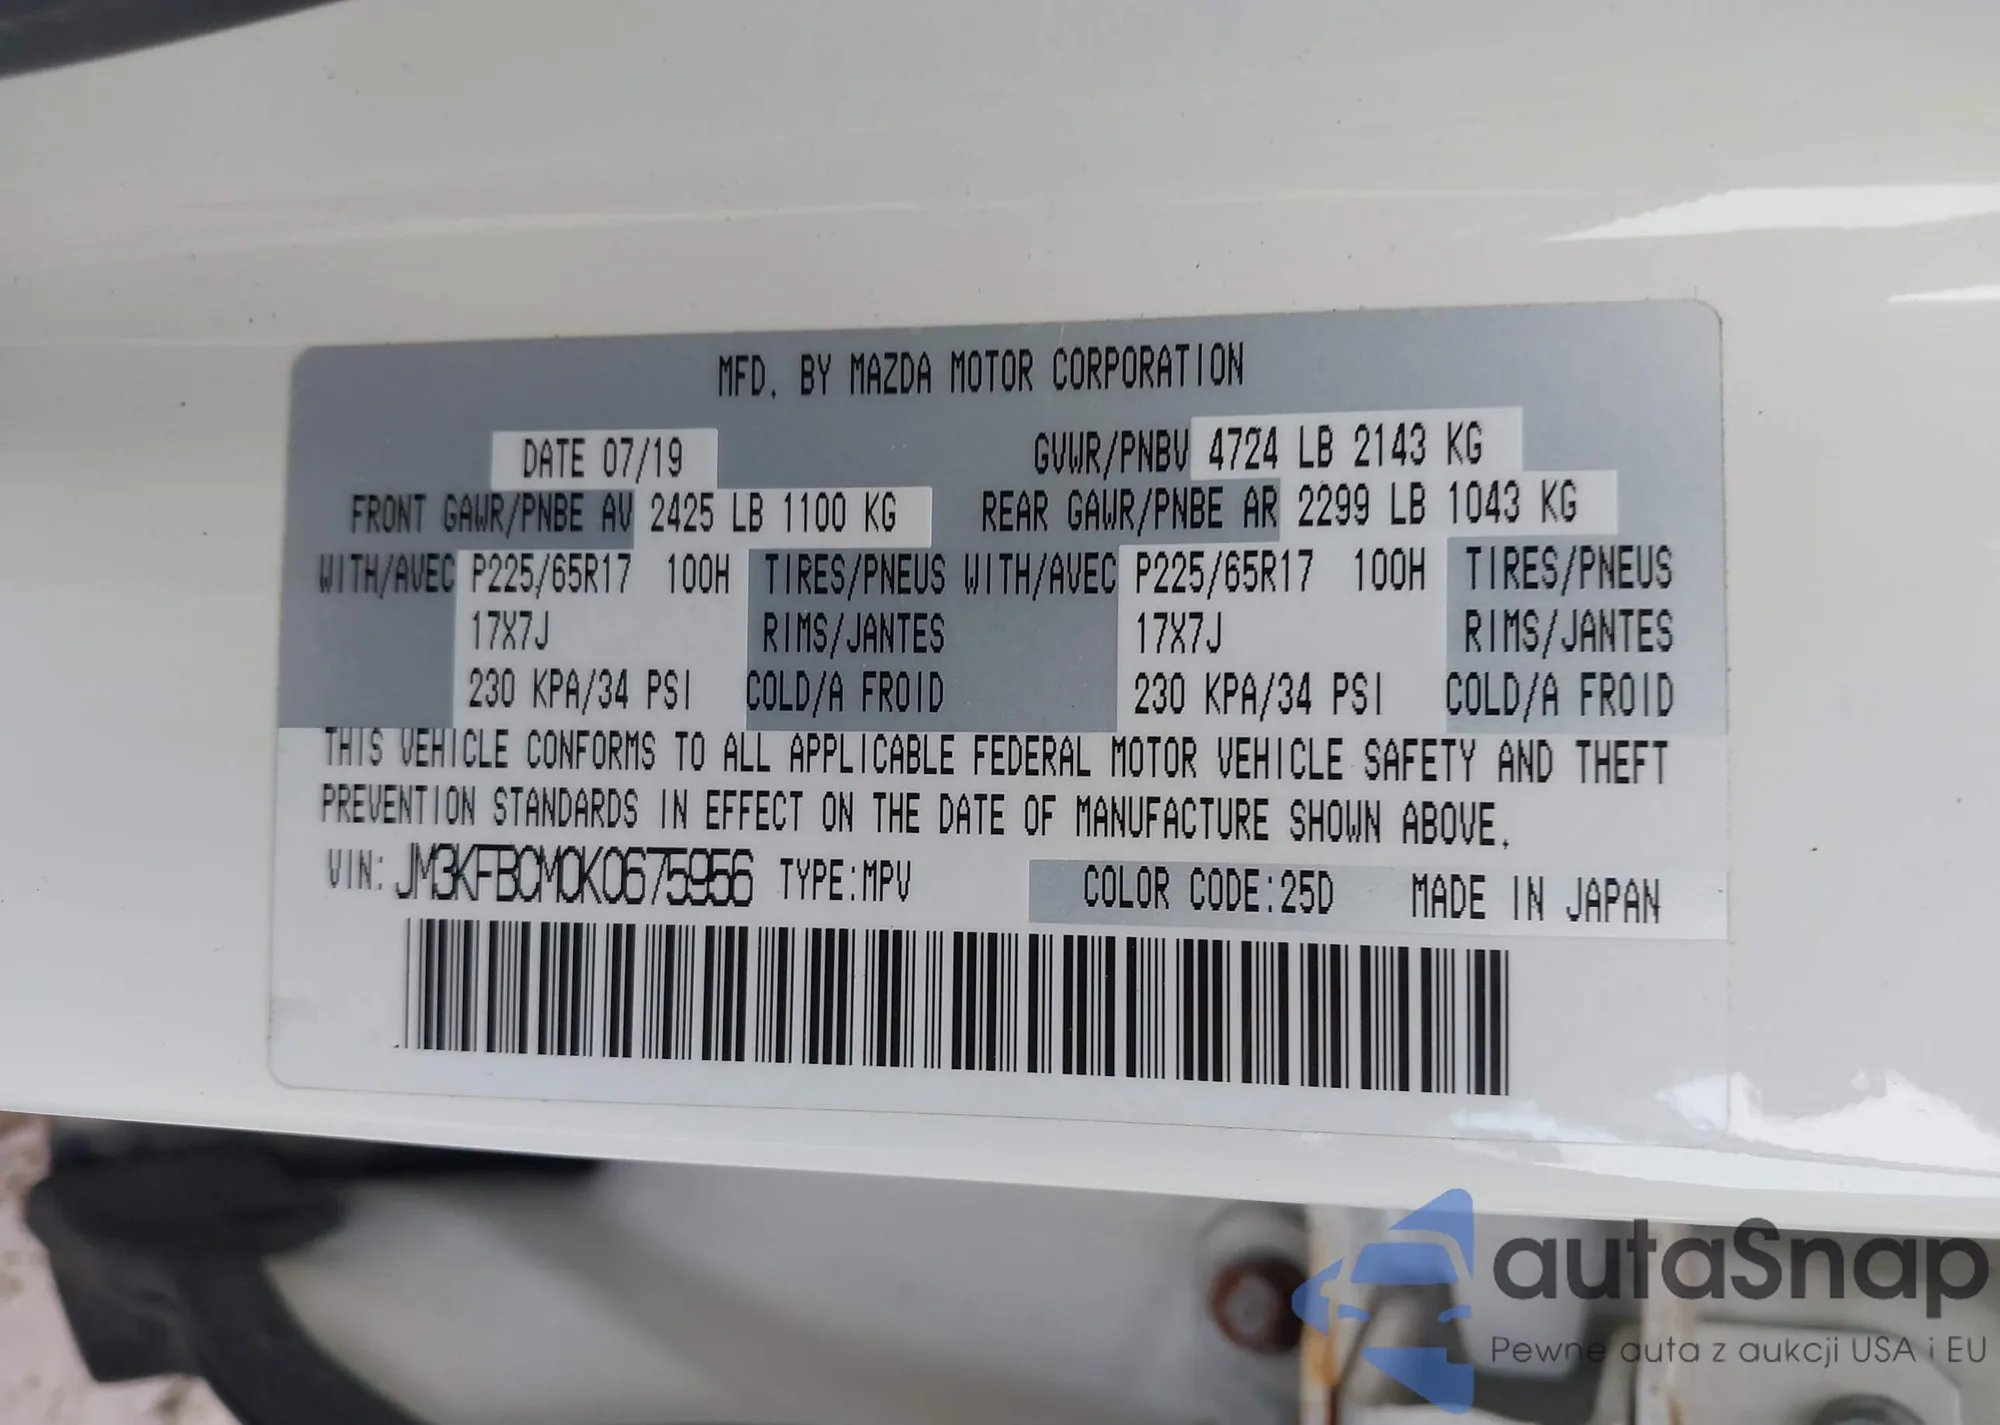 MFD. BY MAZDA MOTOR CORPORATION
DATE 07/19 GVWR/PNBV 4724 LB 2143 KG
FRONT GAWR/PNBE AV 2425 LB 1100 KG REAR GAWR/PNBE AR 2299 LB 1043 KG
WITH/AVEC P225/65R17 100H TIRES/PNEUS WITH/AVEC P225/65R17 100H TIRES/PNEUS
17X7J RIMS/JANTES 17X7J RIMS/JANTES
230 KPA/34 PSI COLD/A FROID 230 KPA/34 PSI COLD/A FROID
THIS VEHICLE CONFORMS TO ALL APPLICABLE FEDERAL MOTOR VEHICLE SAFETY AND THEFT
PREVENTION STANDARDS IN EFFECT ON THE DATE OF MANUFACTURE SHOWN ABOVE.
VIN: JM3KFBCM0K0675956 TYPE:MPV COLOR CODE:25D MADE IN JAPAN
autaSnap
Pewne auta z aukcji USA i EU